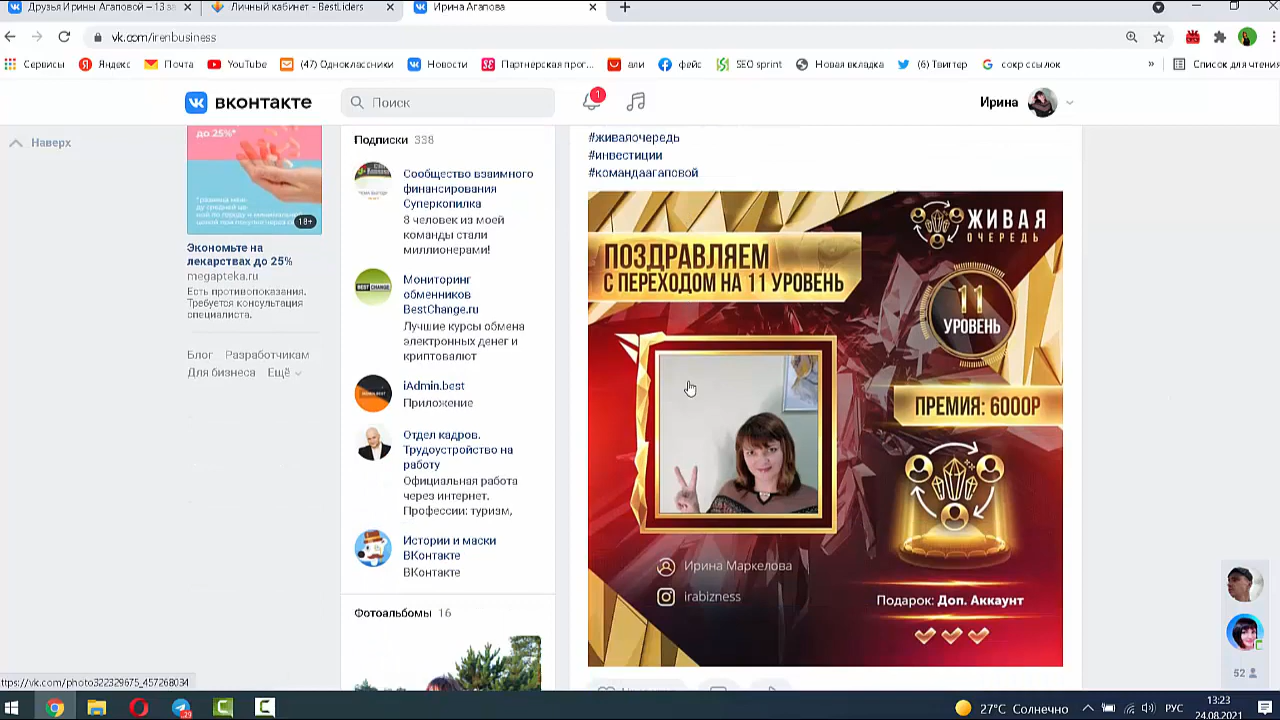 Друзья Ирины Агаповой – 13 за
Личный кабинет - BestLiders
Ирина Агапова
vk.com/irenbusiness
Сервисы
Яндекс
Почта
YouTube
(47) Одноклассники
Новости
Партнерская прог...
али
фейс
SEO sprint
Новая вкладка
(6) Твиттер
сокр ссылок
»
Список для чтения
вконтакте
Поиск
1
Ирина
Наверх
до 25%*
18+
Экономьте на
лекарствах до 25%
megapteka.ru
Есть противопоказания.
Требуется консультация
специалиста.
Блог Разработчикам
Для бизнеса Ещё
Подписки 338
Сообщество взаимного
финансирования
Суперкопилка
8 человек из моей
команды стали
миллионерами!
BEST CHANGE
Мониторинг
обменников
BestChange.ru
Лучшие курсы обмена
электронных денег и
криптовалют
iAdmin.best
Приложение
Отдел кадров.
Трудоустройство на
работу
Официальная работа
через интернет.
Профессии: туризм,
Истории и маски
ВКонтакте
ВКонтакте
Фотоальбомы 16
#живаяочередь
#инвестиции
#командаагаповой
ЖИВАЯ
ОЧЕРЕДЬ
ПОЗДРАВЛЯЕМ
С ПЕРЕХОДОМ НА 11 УРОВЕНЬ
11
УРОВЕНЬ
ПРЕМИЯ: 6000Р
Ирина Маркелова
irabizness
Подарок: Доп. Аккаунт
52
ttps://vk.com/photo322329675_457268034
29
27°C Солнечно
РУС
13:23
24.08.2021